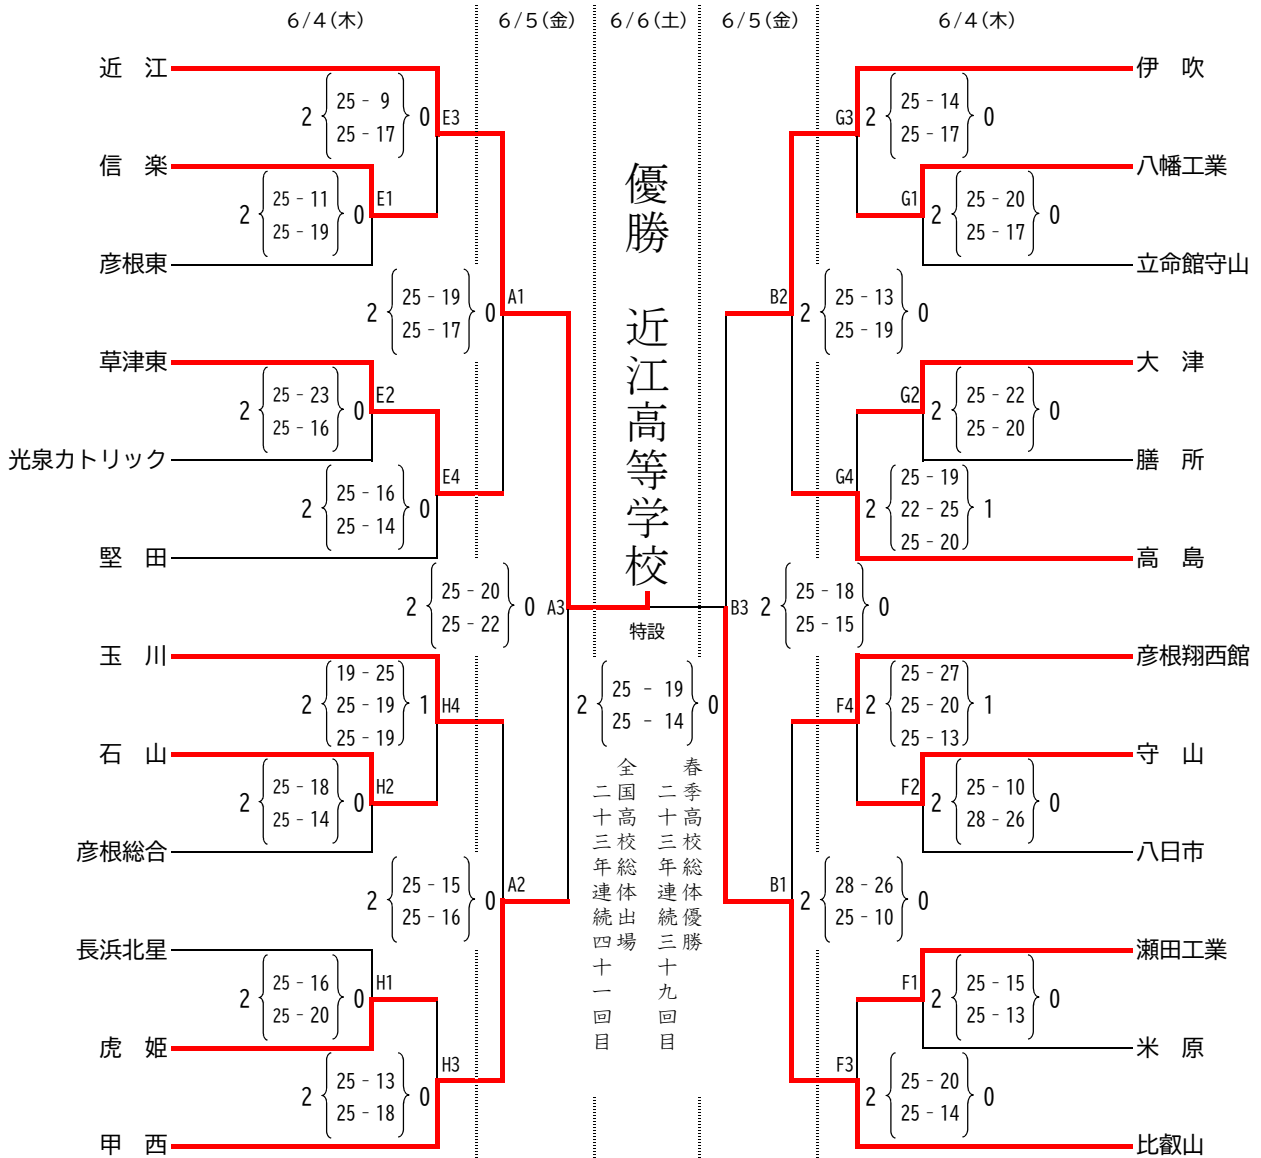 6/4(木)
6/5(金)
6/6(土)
6/5(金)
6/4(木)
近　江
2 25 - 9 0
25 - 17
E3
信　楽
2 25 - 11 0
25 - 19
E1
彦根東
2 25 - 19 0
25 - 17
A1
草津東
2 25 - 23 0
25 - 16
E2
光泉カトリック
2 25 - 16 0
25 - 14
E4
堅　田
2 25 - 20 0
25 - 22
A3
玉　川
2 19 - 25 1
25 - 19
25 - 19
H4
石　山
2 25 - 18 0
25 - 14
H2
彦根総合
2 25 - 15 0
25 - 16
A2
長浜北星
2 25 - 16 0
25 - 20
H1
虎　姫
2 25 - 13 0
25 - 18
H3
甲　西
優勝　近江高等学校
特設
2 25 - 19 0
25 - 14
春季高校総体優勝
二十三年連続三十九回目
全国高校総体出場
二十三年連続四十一回目
伊　吹
G3
2 25 - 14 0
25 - 17
八幡工業
G1
2 25 - 20 0
25 - 17
立命館守山
B2
2 25 - 13 0
25 - 19
大　津
G2
2 25 - 22 0
25 - 20
膳　所
G4
2 25 - 19 1
22 - 25
25 - 20
高　島
B3
2 25 - 18 0
25 - 15
彦根翔西館
F4
2 25 - 27 1
25 - 20
25 - 13
守　山
F2
2 25 - 10 0
28 - 26
八日市
B1
2 28 - 26 0
25 - 10
瀬田工業
F1
2 25 - 15 0
25 - 13
米　原
F3
2 25 - 20 0
25 - 14
比叡山